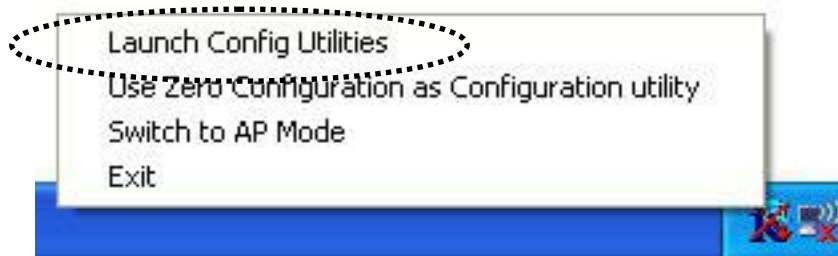 Launch Config Utilities
Use Zero Configuration as Configuration utility
Switch to AP Mode
Exit